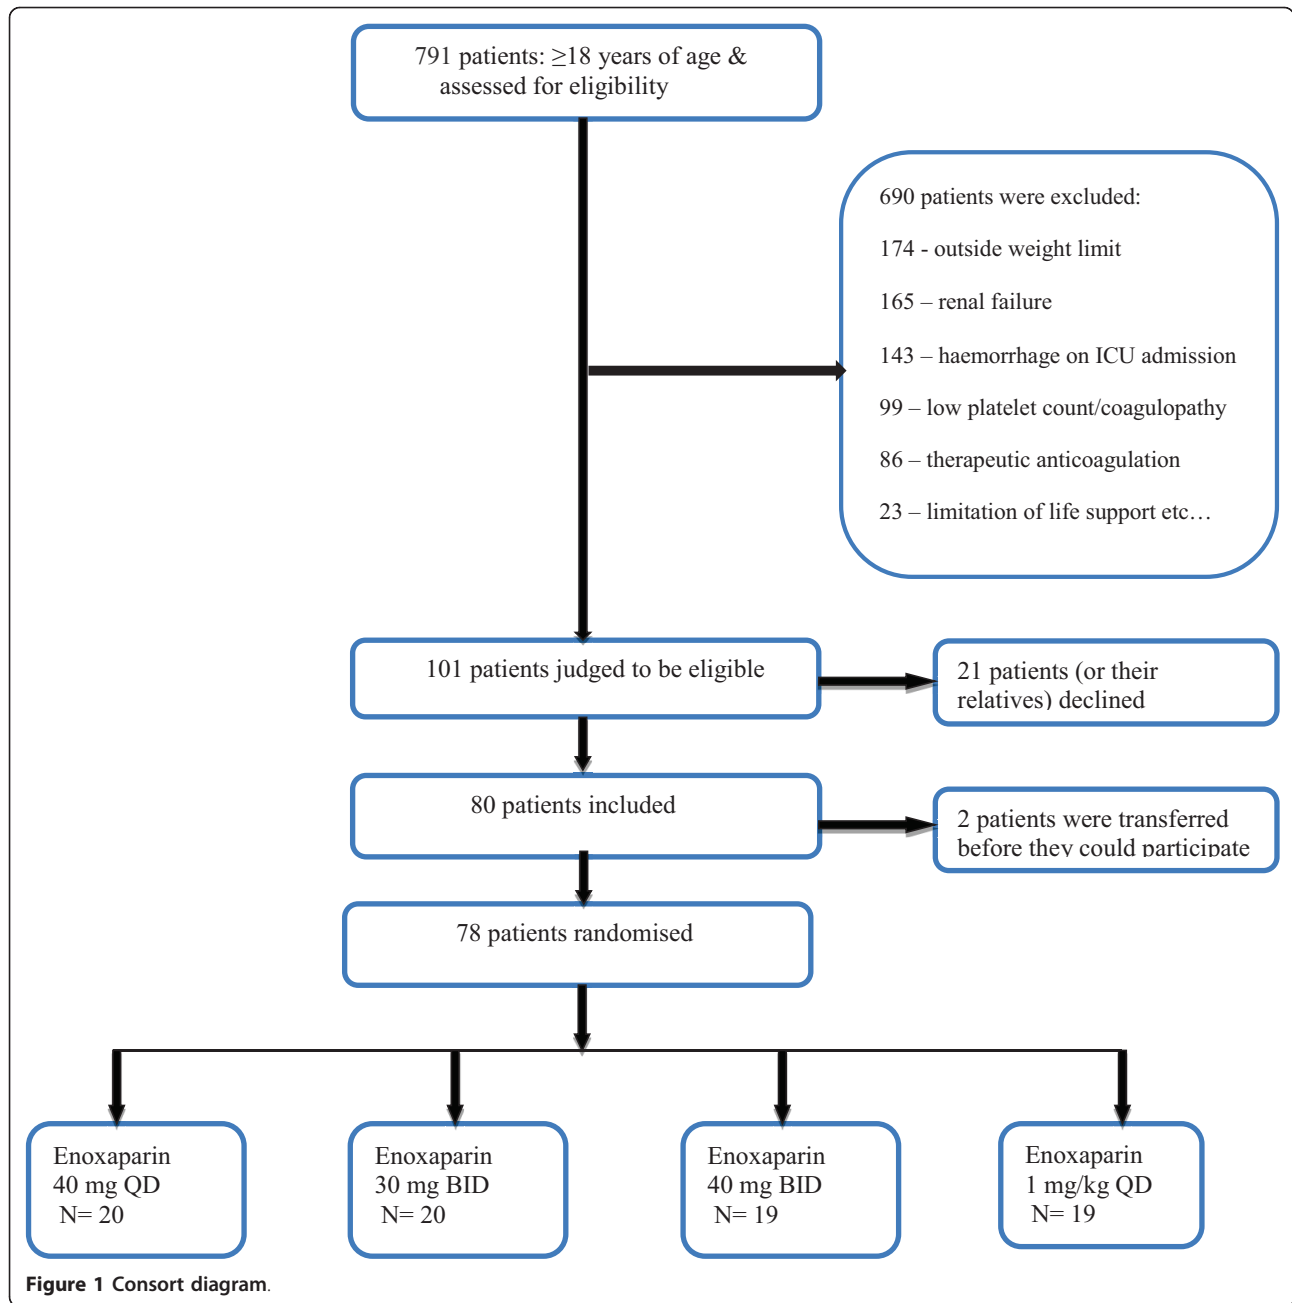 791 patients: ≥18 years of age &
assessed for eligibility
690 patients were excluded:
174 - outside weight limit
165 – renal failure
143 – haemorrhage on ICU admission
99 – low platelet count/coagulopathy
86 – therapeutic anticoagulation
23 – limitation of life support etc…
101 patients judged to be eligible
21 patients (or their
relatives) declined
80 patients included
2 patients were transferred
before they could participate
78 patients randomised
Enoxaparin
40 mg QD
N= 20
Enoxaparin
30 mg BID
N= 20
Enoxaparin
40 mg BID
N= 19
Enoxaparin
1 mg/kg QD
N= 19
Figure 1 Consort diagram.